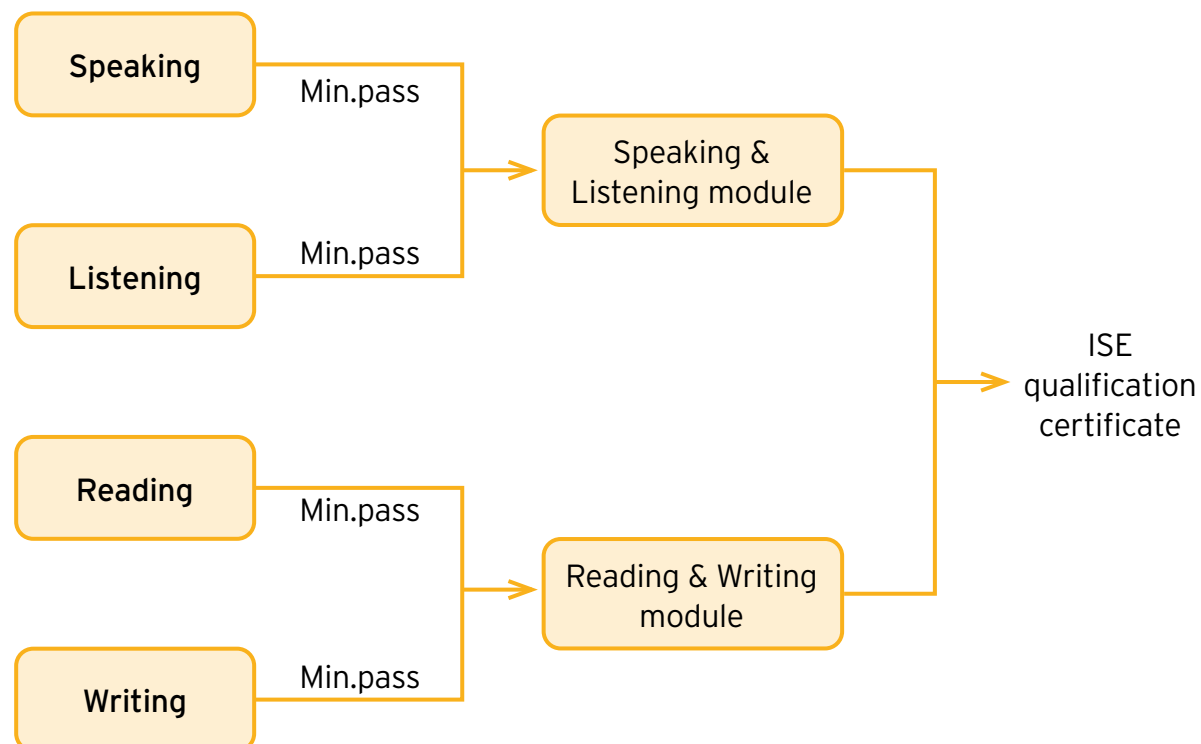 Speaking
Min.pass
Speaking &
Listening module
Min.pass
Listening
ISE
qualification
certificate
Reading
Min.pass
Reading & Writing
module
Min.pass
Writing